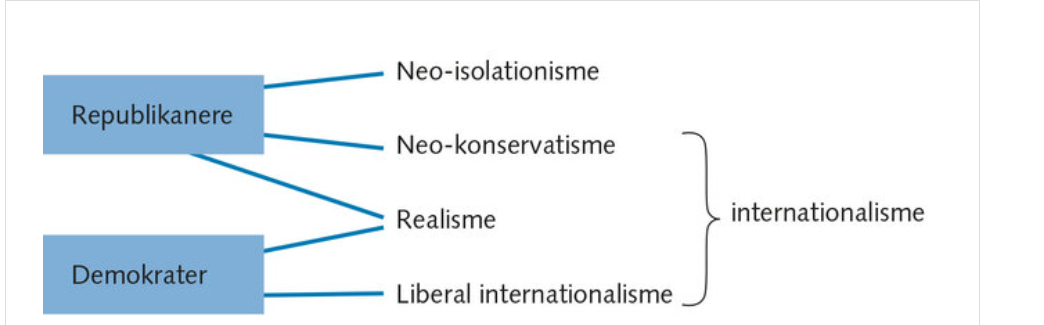 Neo-isolationisme
Republikanere
Neo-konservatisme
internationalisme
Realisme
Demokrater
Liberal internationalisme